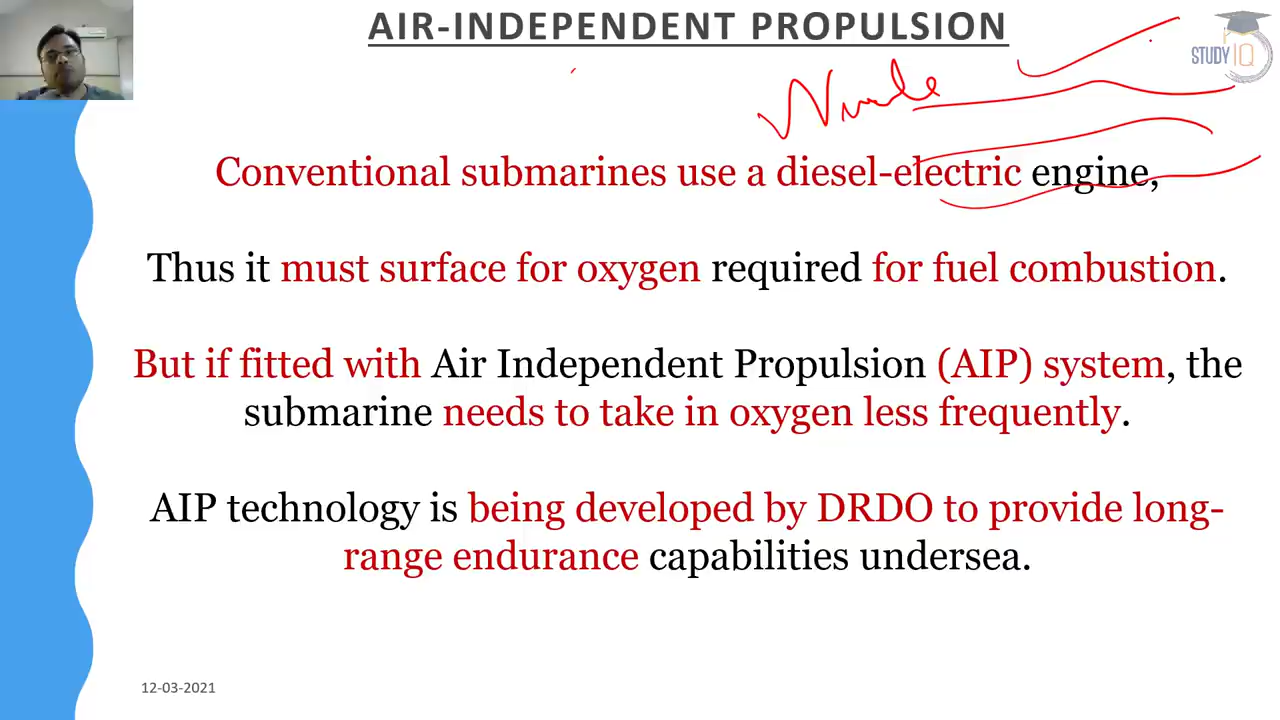 AIR-INDEPENDENT PROPULSION
STUDY IQ
Conventional submarines use a diesel-electric engine,
Thus it must surface for oxygen required for fuel combustion.
But if fitted with Air Independent Propulsion (AIP) system, the
submarine needs to take in oxygen less frequently.
AIP technology is being developed by DRDO to provide long-
range endurance capabilities undersea.
12-03-2021